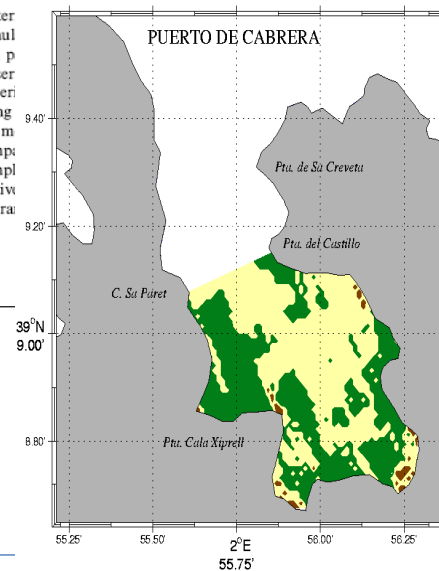 PUERTO DE CABRERA
9.40'
Pta. de Sa Creveta
9.20'
Pta. del Castillo
C. Sa Paret
39°N
9.00'
8.80'
Pta. Cala Xiprell
55.25 55.50' 2°E 56.00' 56.25'
55.75'